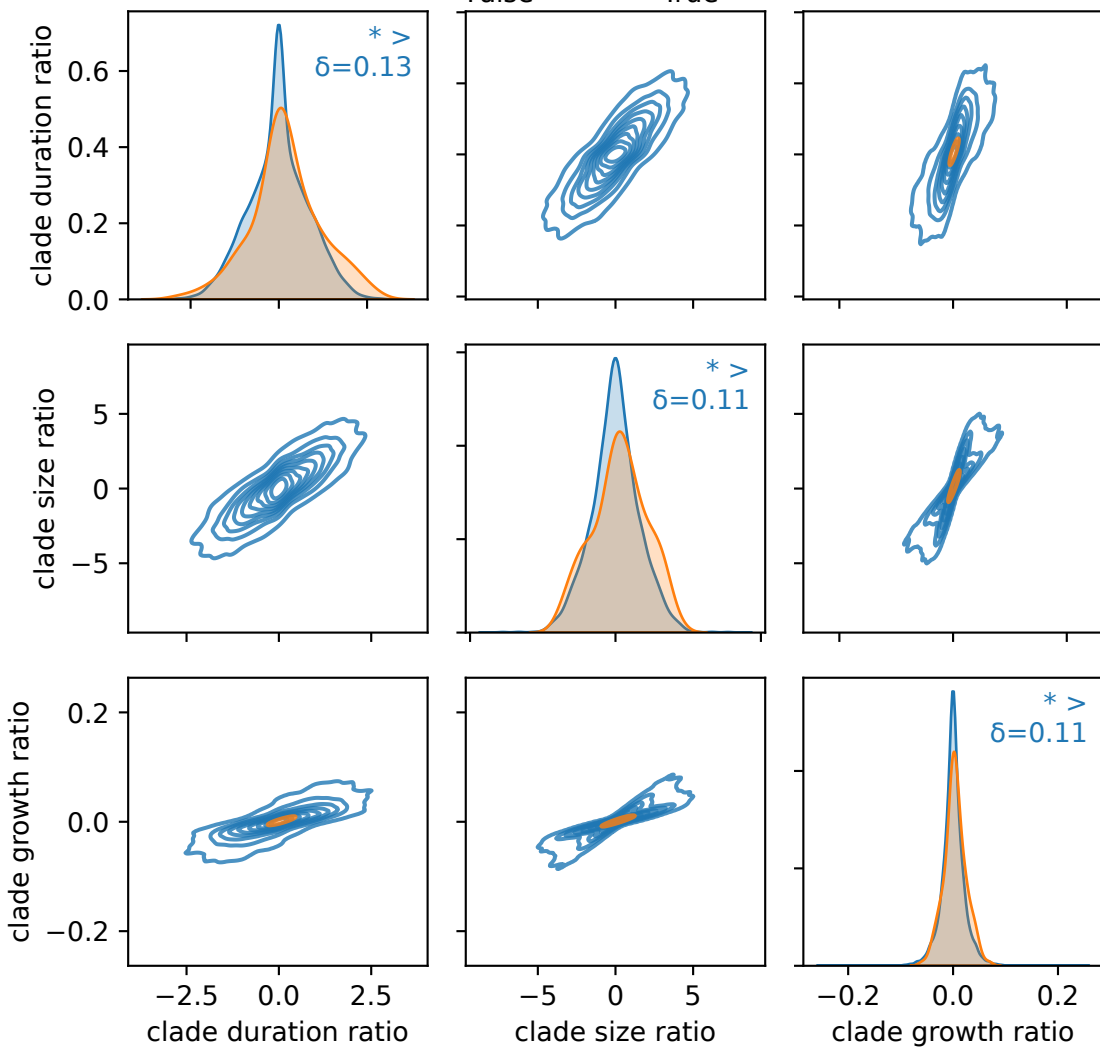 clade duration ratio
0.6
0.4
0.2
0.0
* >
δ=0.13
clade size ratio
5
0
−5
* >
δ=0.11
clade growth ratio
0.2
0.0
−0.2
* >
δ=0.11
−2.5 0.0 2.5
−5 0 5
−0.2 0.0 0.2
clade duration ratio
clade size ratio
clade growth ratio